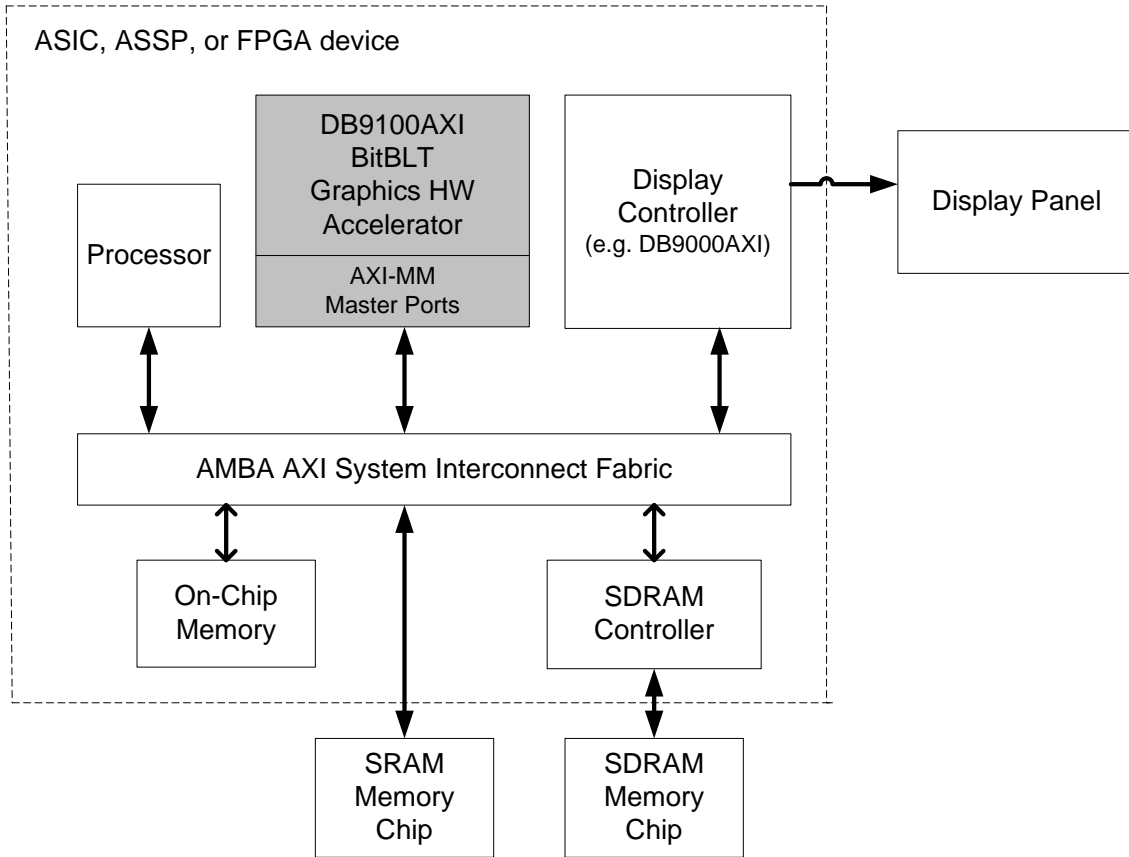 ASIC, ASSP, or FPGA device
Processor
DB9100AXI
BitBLT
Graphics HW
Accelerator
AXI-MM
Master Ports
Display
Controller
(e.g. DB9000AXI)
Display Panel
AMBA AXI System Interconnect Fabric
On-Chip
Memory
SDRAM
Controller
SRAM
Memory
Chip
SDRAM
Memory
Chip